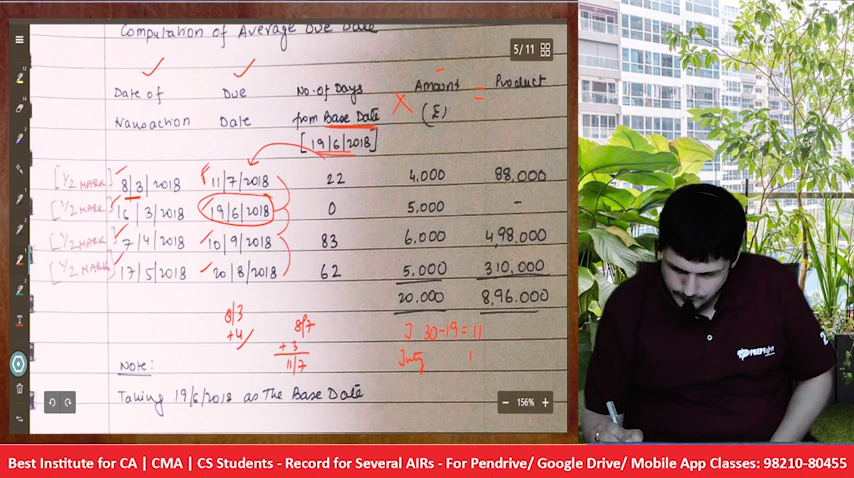 Computation of Average Due Date
5/11
Date of Transaction
Due Date
No. of Days from Base Date
[19/6/2018]
×
Amount (₤)
=
Product
[1/2 MARK] 8/3/2018 11/7/2018 22 4,000 88,000
[1/2 MARK] 16/3/2018 19/6/2018 0 5,000 -
[1/2 MARK] 7/4/2018 10/9/2018 83 6,000 4,98,000
[1/2 MARK] 17/5/2018 20/8/2018 62 5,000 310,000
20,000 8,96,000
8/3
+4
8/7
+3
11/7
J 30-19=11
July 1
Note:
Taking 19/6/2018 as The Base Date
156%
Best Institute for CA | CMA | CS Students - Record for Several AIRs - For Pendrive/ Google Drive/ Mobile App Classes: 98210-80455